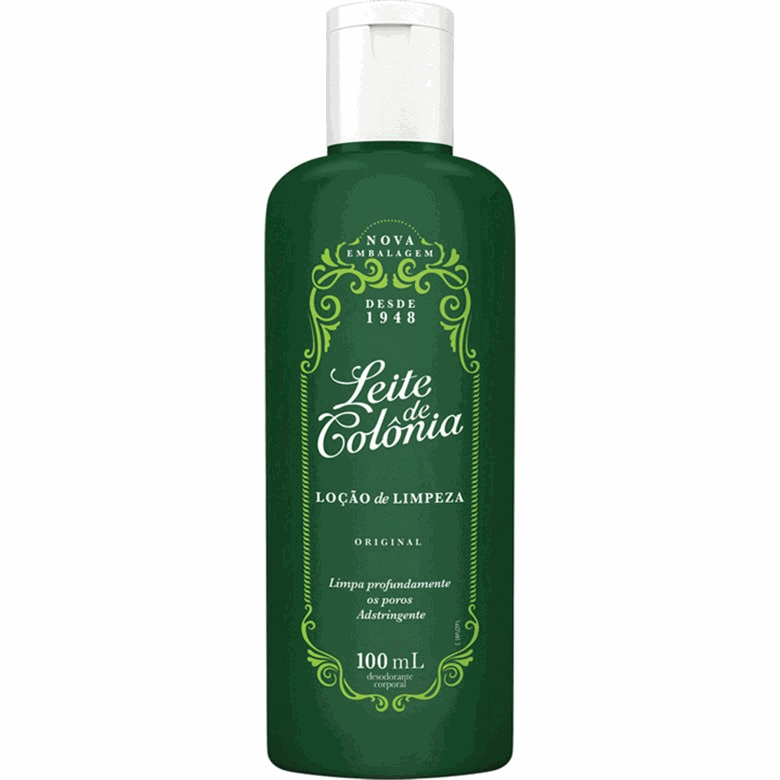 NOVA
EMBALAGEM
DESDE
1948
Leite
de
Colônia
LOÇÃO de LIMPEZA
ORIGINAL
Limpa profundamente
os poros
Adstringente
100 mL
desodorante
corporal